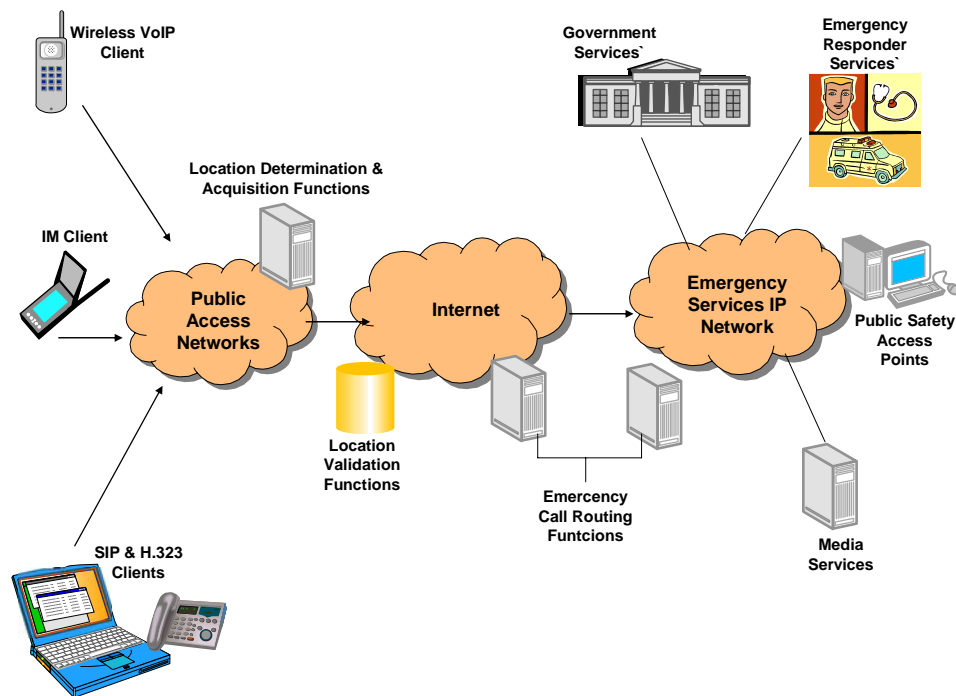 Wireless VoIP
Client
Government
Services`
Emergency
Responder
Services`
Location Determination &
Acquisition Functions
IM Client
Public
Access
Networks
Internet
Emergency
Services IP
Network
Public Safety
Access
Points
Location
Validation
Functions
Emercency
Call Routing
Funtcions
Media
Services
SIP & H.323
Clients